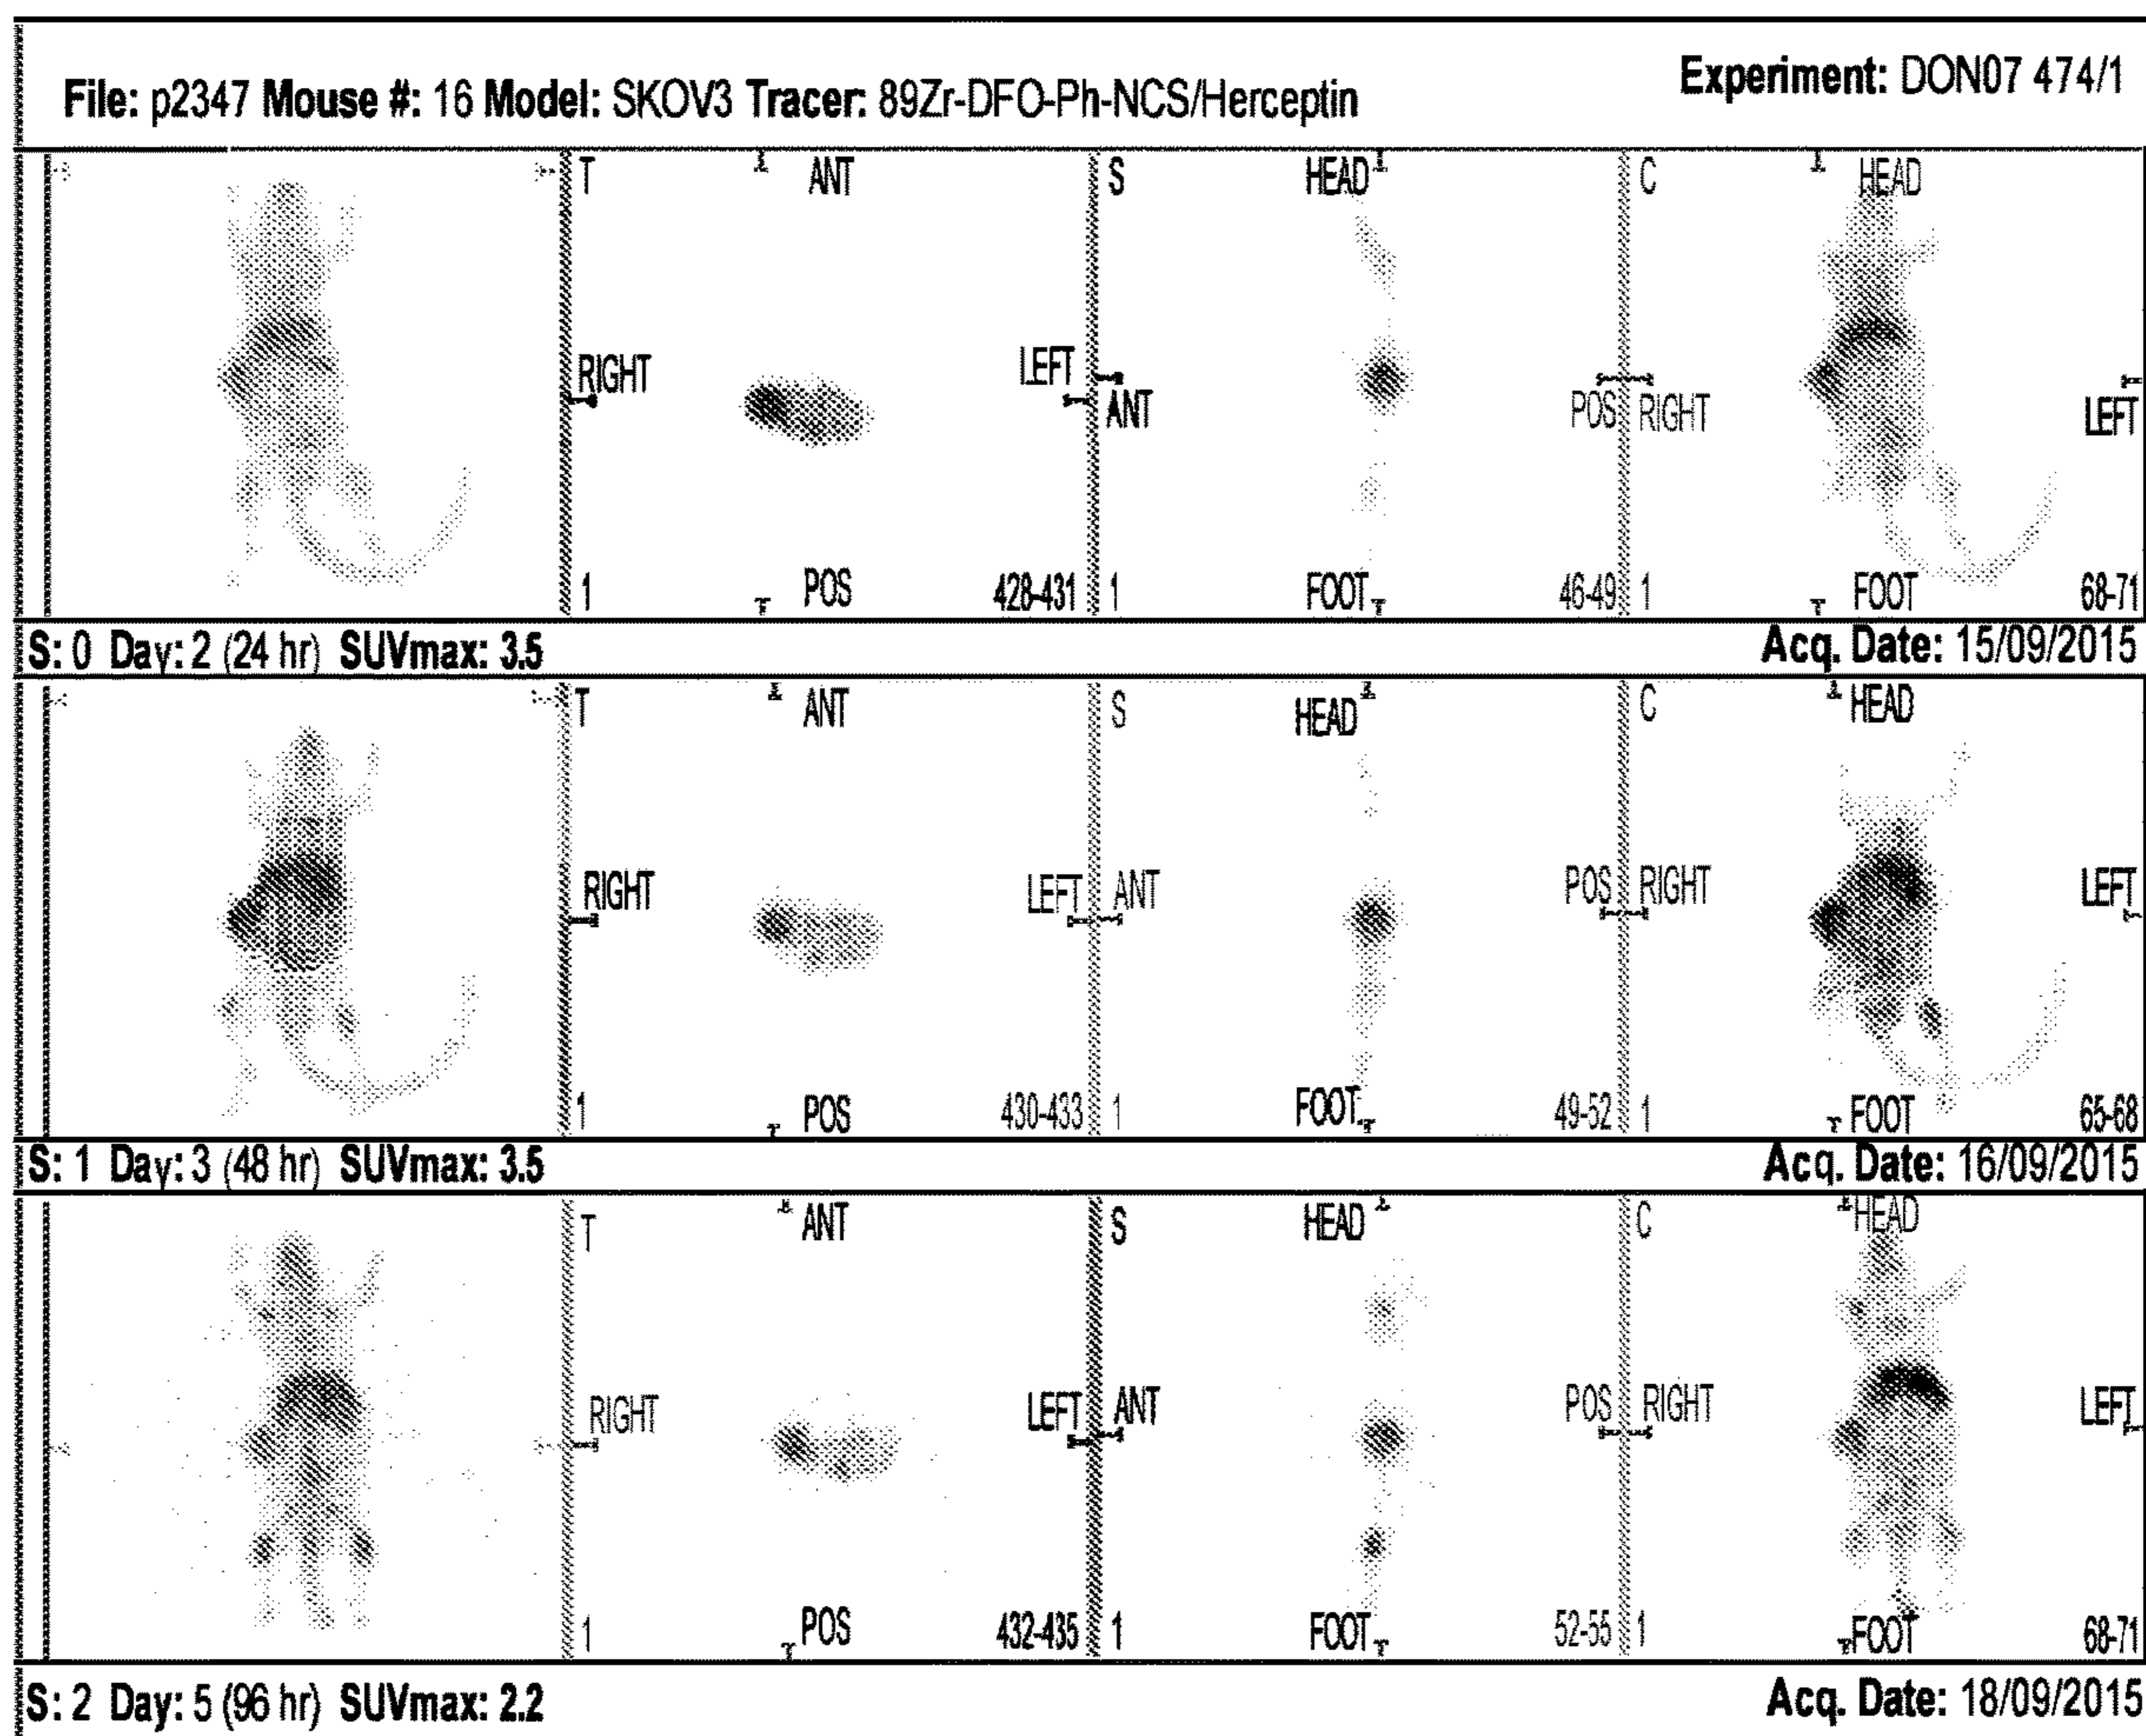 File: p2347 Mouse #: 16 Model: SKOV3 Tracer: 89Zr-DFO-Ph-NCS/Herceptin Experiment: DON07 474/1
T ANT S HEAD C HEAD
RIGHT LEFT ANT POS RIGHT LEFT
1 POS 428-431 1 FOOT 46-49 1 FOOT 68-71
S: 0 Day: 2 (24 hr) SUVmax: 3.5 Acq. Date: 15/09/2015
T ANT S HEAD C HEAD
RIGHT LEFT ANT POS RIGHT LEFT
1 POS 430-433 1 FOOT 49-52 1 FOOT 65-68
S: 1 Day: 3 (48 hr) SUVmax: 3.5 Acq. Date: 16/09/2015
T ANT S HEAD C HEAD
RIGHT LEFT ANT POS RIGHT LEFT
1 POS 432-435 1 FOOT 52-55 1 FOOT 68-71
S: 2 Day: 5 (96 hr) SUVmax: 2.2 Acq. Date: 18/09/2015